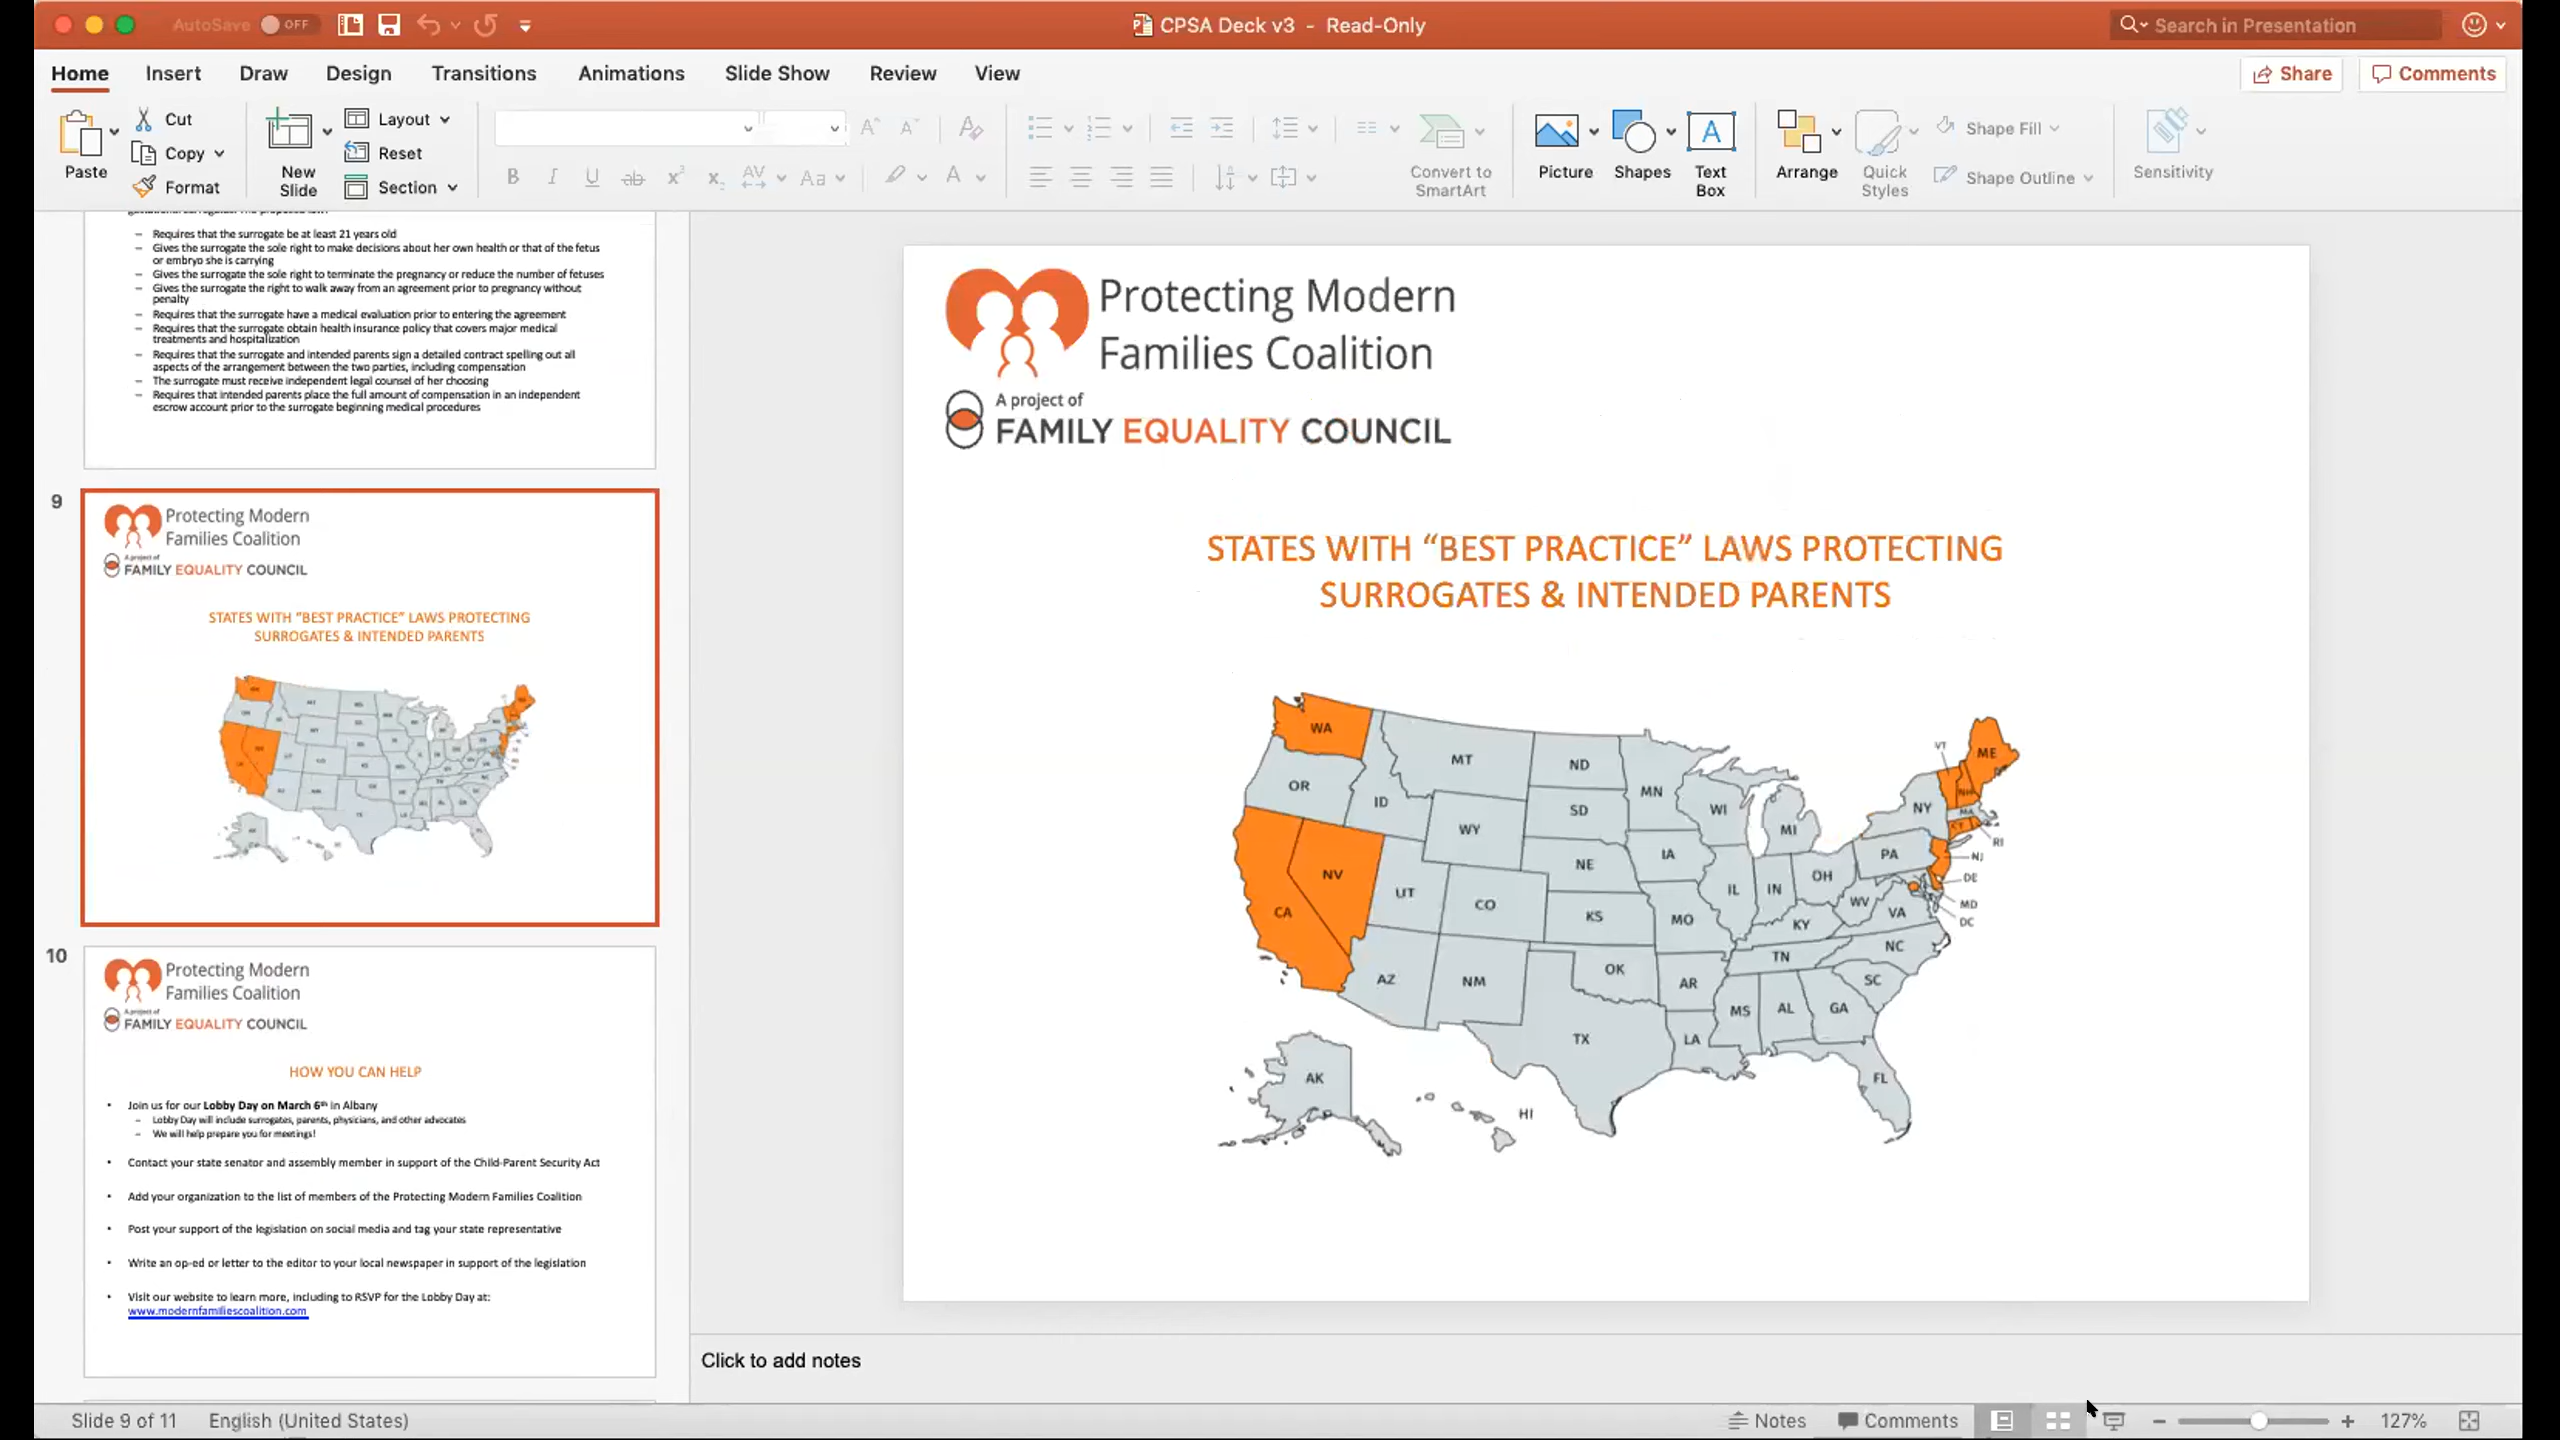 AutoSave OFF
CPSA Deck v3 - Read-Only
Search in Presentation
Home Insert Draw Design Transitions Animations Slide Show Review View
Share Comments
Paste
Cut
Copy
Format
New
Slide
Layout
Reset
Section
Convert to
SmartArt
Picture
Shapes
Text
Box
Arrange
Quick
Styles
Shape Fill
Shape Outline
Sensitivity
– Requires that the surrogate be at least 21 years old
– Gives the surrogate the sole right to make decisions about her own health or that of the fetus
or embryo she is carrying
– Gives the surrogate the sole right to terminate the pregnancy or reduce the number of fetuses
– Gives the surrogate the right to walk away from an agreement prior to pregnancy without
penalty
– Requires the surrogate have a medical evaluation prior to entering the agreement
– Requires that the surrogate obtain health insurance policy that covers major medical
treatments and hospitalization
– Requires that the surrogate and intended parents sign a detailed contract spelling out all
aspects of the arrangement between the two parties, including compensation
– The surrogate must receive independent legal counsel of her choosing
– Requires that intended parents place the full amount of compensation in an independent
escrow account prior to the surrogate beginning medical procedures
9
Protecting Modern
Families Coalition
A project of
FAMILY EQUALITY COUNCIL
STATES WITH “BEST PRACTICE” LAWS PROTECTING
SURROGATES & INTENDED PARENTS
10
Protecting Modern
Families Coalition
A project of
FAMILY EQUALITY COUNCIL
HOW YOU CAN HELP
• Join us for our Lobby Day on March 6th in Albany
– Lobby Day will include surrogates, parents, physicians, and other advocates
– We will help prepare you for meetings!
• Contact your state senator and assembly member in support of the Child-Parent Security Act
• Add your organization to the list of members of the Protecting Modern Families Coalition
• Post your support of the legislation on social media and tag your state representative
• Write an op-ed or letter to the editor to your local newspaper in support of the legislation
• Visit our website to learn more, including to RSVP for the Lobby Day at:
www.modernfamiliescoalition.com
Protecting Modern
Families Coalition
A project of
FAMILY EQUALITY COUNCIL
STATES WITH “BEST PRACTICE” LAWS PROTECTING
SURROGATES & INTENDED PARENTS
WA
MT
ND
MN
VT
ME
OR
ID
SD
WI
MI
NY
NH
MA
WY
CT
RI
NV
UT
NE
IA
PA
NJ
CA
CO
KS
MO
IL
IN
OH
WV
VA
DE
MD
DC
KY
NC
AZ
NM
OK
AR
TN
SC
MS
AL
GA
TX
LA
FL
AK
HI
Click to add notes
Slide 9 of 11 English (United States)
Notes Comments 127%